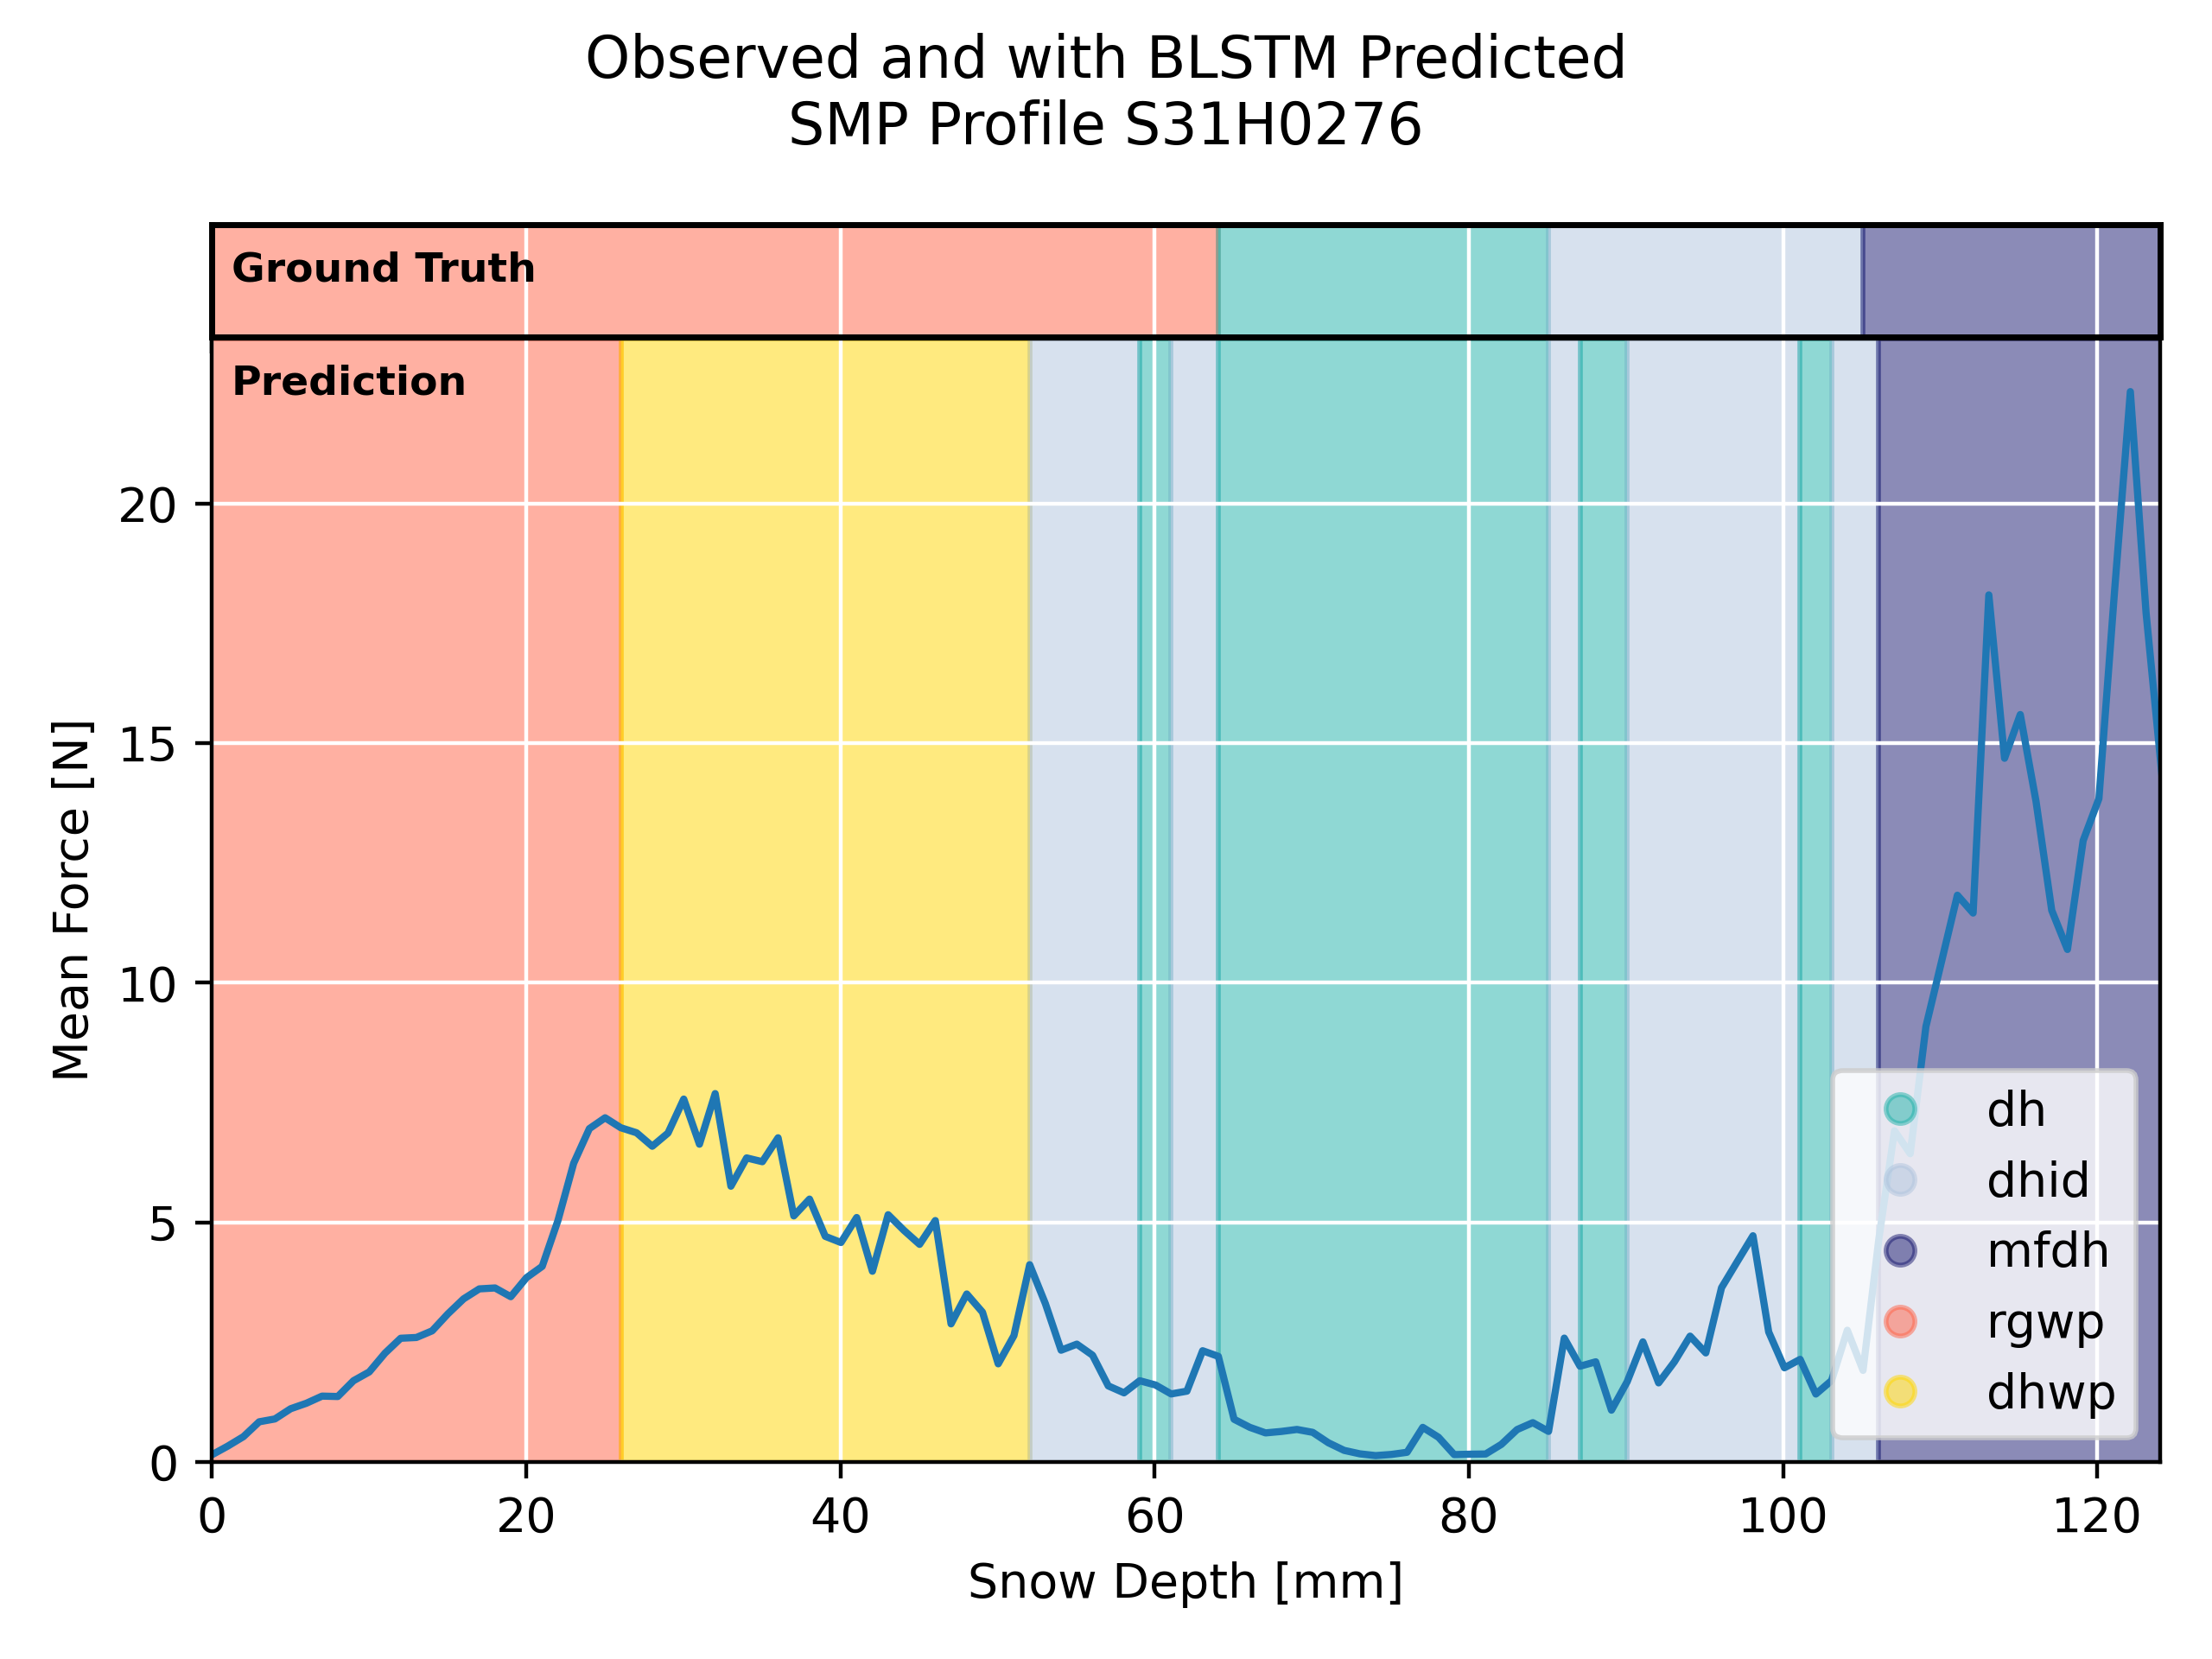 Observed and with BLSTM Predicted
SMP Profile S31H0276
Ground Truth
Prediction
20
15
10
5
0
Mean Force [N]
dh
dhid
mfdh
rgwp
dhwp
0 20 40 60 80 100 120
Snow Depth [mm]